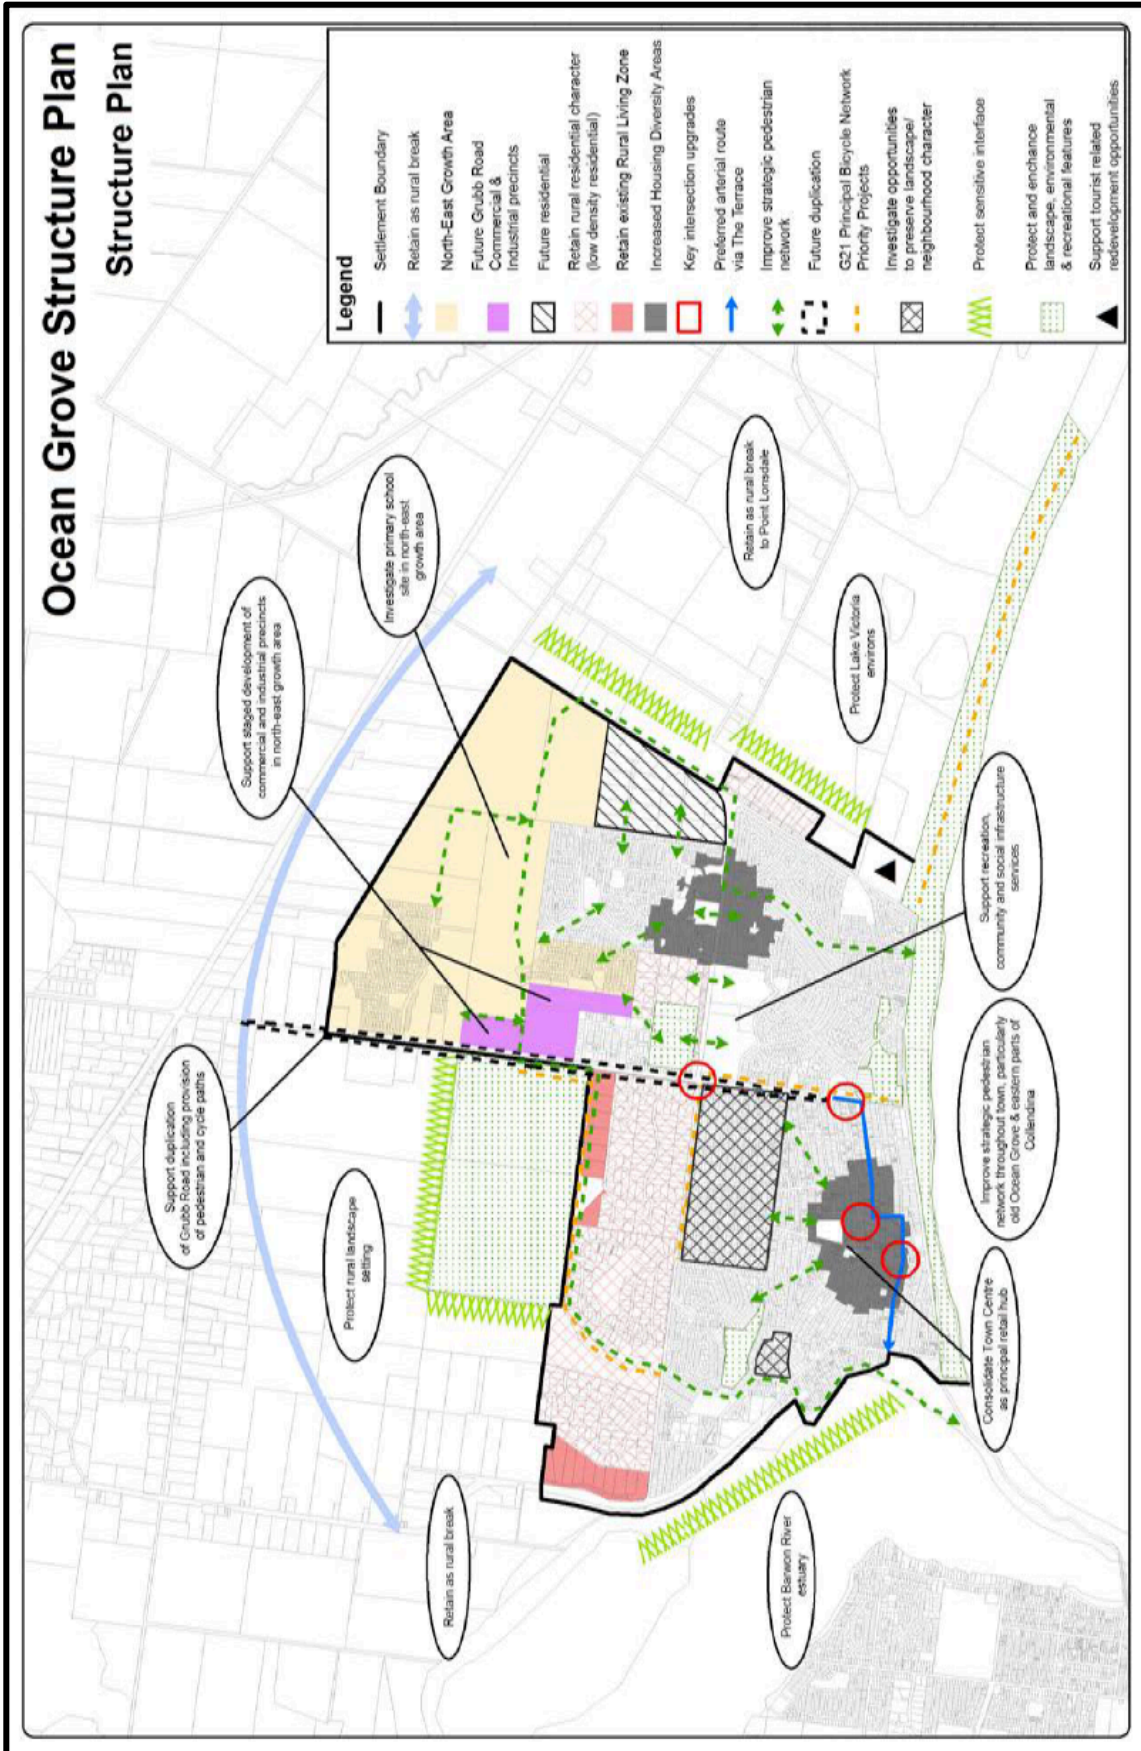 Ocean Grove Structure Plan
Structure Plan
Legend
Settlement Boundary
Retain as rural break
North-East Growth Area
Future Grubb Road
Commercial &
Industrial precincts
Future residential
Retain rural residential character
(low density residential)
Retain existing Rural Living Zone
Increased Housing Diversity Areas
Key intersection upgrades
Preferred arterial route
via The Terrace
Improve strategic pedestrian
network
Future duplication
G21 Principal Bicycle Network
Priority Projects
Investigate opportunities
to preserve landscape/
neighbourhood character
Protect sensitive interface
Protect and enchance
landscape, environmental
& recreational features
Support tourist related
redevelopment opportunities
Support staged development of
commercial and industrial precincts
in north-east growth area
Investigate primary school
site in north-east
growth area
Support duplication
of Grubb Road including provision
of pedestrian and cycle paths
Protect rural landscape
setting
Retain as rural break
Retain as rural break
to Point Lonsdale
Protect Lake Victoria
environs
Support recreation,
community and social infrastructure
services
Improve strategic pedestrian
network throughout town, particularly
old Ocean Grove & eastern parts of
Collendina
Consolidate Town Centre
as principal retail hub
Protect Barwon River
estuary